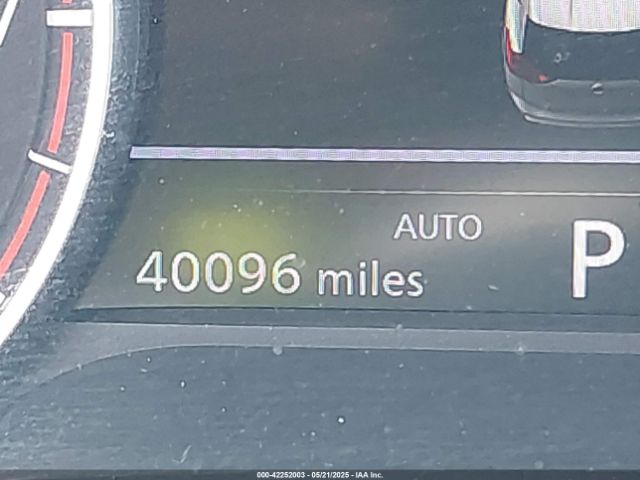 AUTO
40096 miles
P
000-42252003 - 05/21/2025 - IAA Inc.